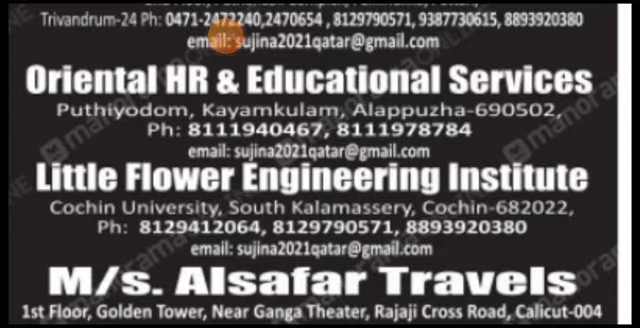 Trivandrum-24 Ph: 0471-2472240,2470654 , 8129790571, 9387730615, 8893920380
email: sujina2021qatar@gmail.com
Oriental HR & Educational Services
Puthiyodom, Kayamkulam, Alappuzha-690502,
Ph: 8111940467, 8111978784
email: sujina2021qatar@gmail.com
Little Flower Engineering Institute
Cochin University, South Kalamassery, Cochin-682022,
Ph: 8129412064, 8129790571, 8893920380
email: sujina2021qatar@gmail.com
M/s. Alsafar Travels
1st Floor, Golden Tower, Near Ganga Theater, Rajaji Cross Road, Calicut-004